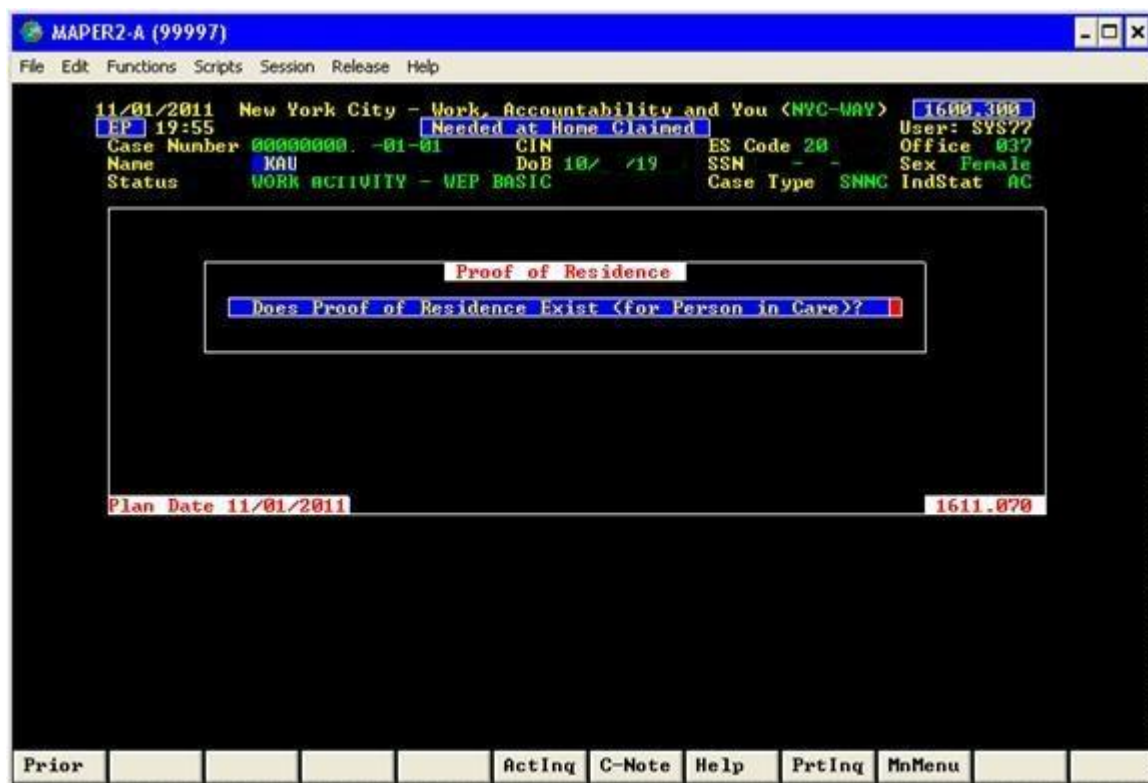 MAPER2-A (99997)
File Edit Functions Scripts Session Release Help
11/01/2011 New York City - Work, Accountability and You (NYC-WAY) 1600.300
EP 19:55 Needed at Home Claimed User: SYS77
Case Number 00000000. -01-01 CIN ES Code 20 Office 037
Name KAU DoB 10/ /19 SSN - - Sex Female
Status WORK ACTIVITY - WEP BASIC Case Type SNNC IndStat AC
Proof of Residence
Does Proof of Residence Exist (for Person in Care)?
Plan Date 11/01/2011 1611.070
Prior ActInq C-Note Help PrtInq MnMenu